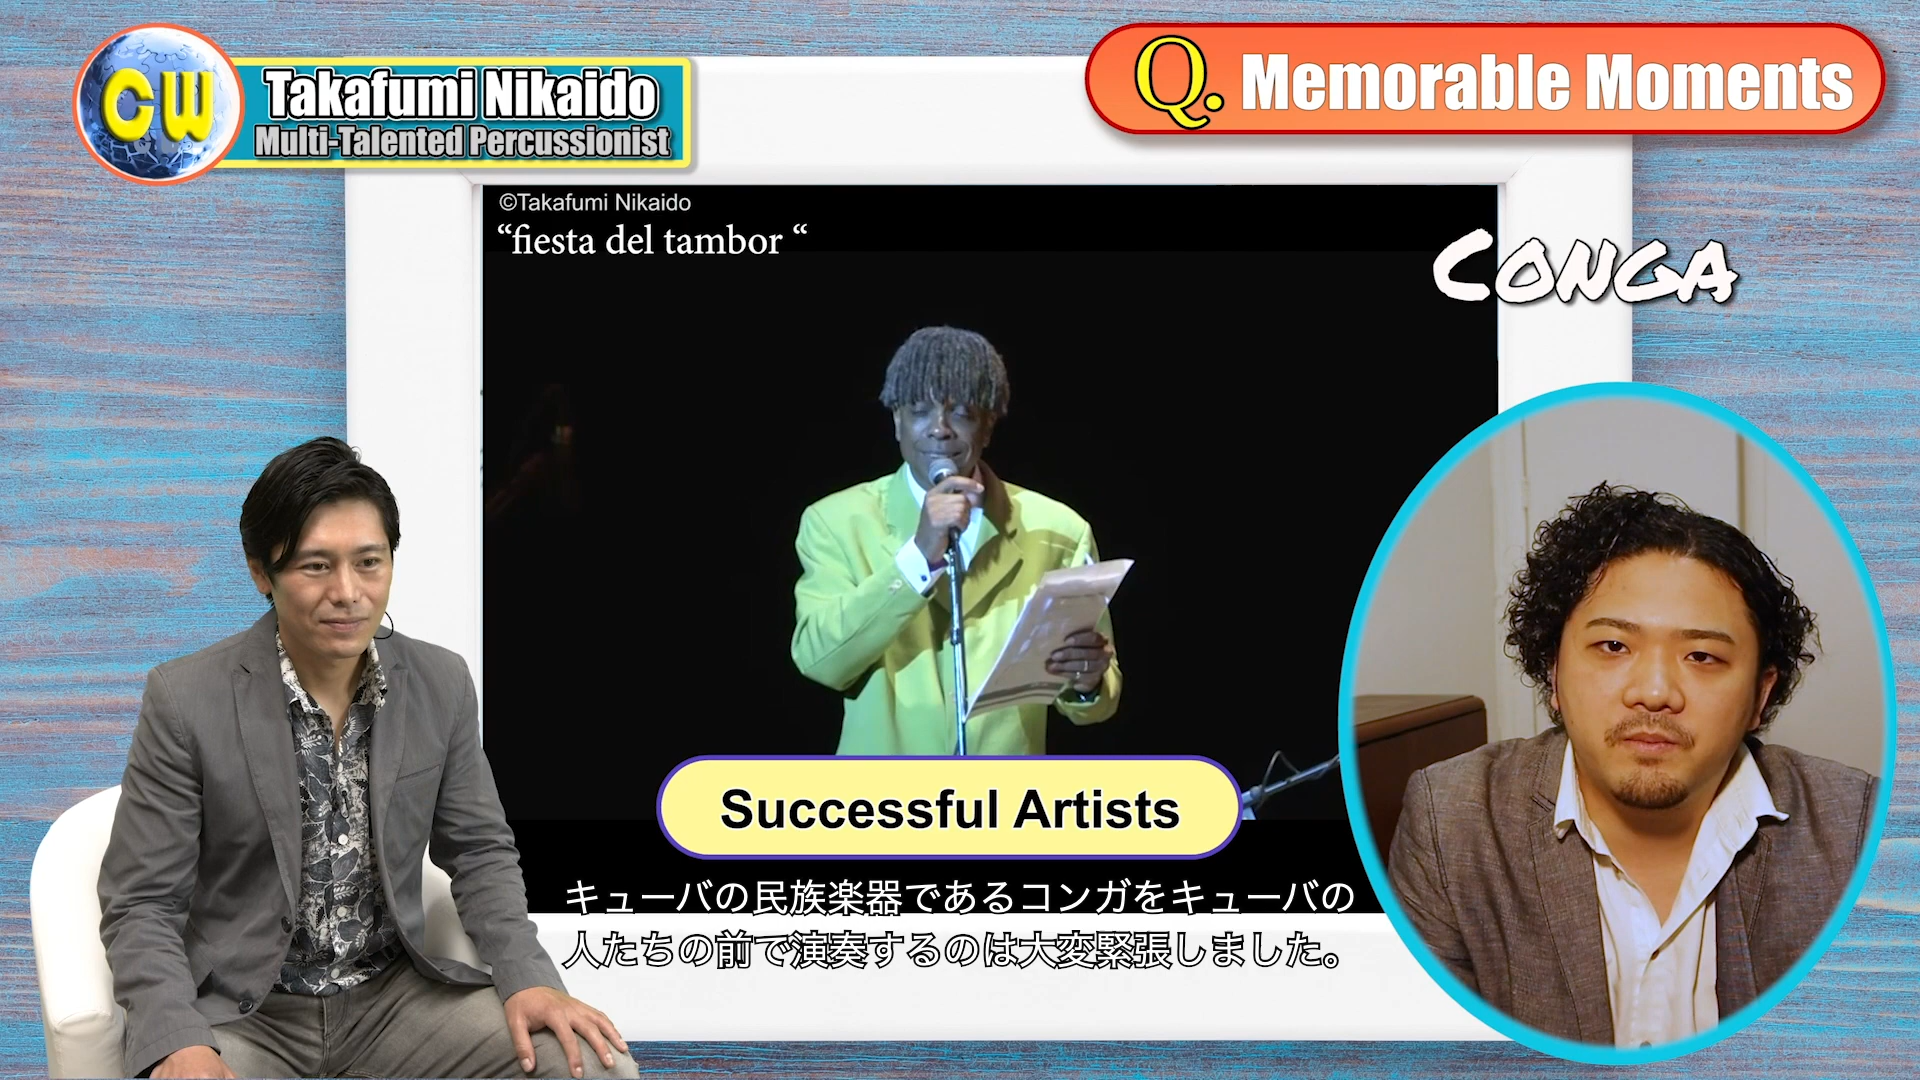 CW
Takafumi Nikaido
Multi-Talented Percussionist
Q. Memorable Moments
©Takafumi Nikaido
“fiesta del tambor “
CONGA
Successful Artists
キューバの民族楽器であるコンガをキューバの
人たちの前で演奏するのは大変緊張しました。